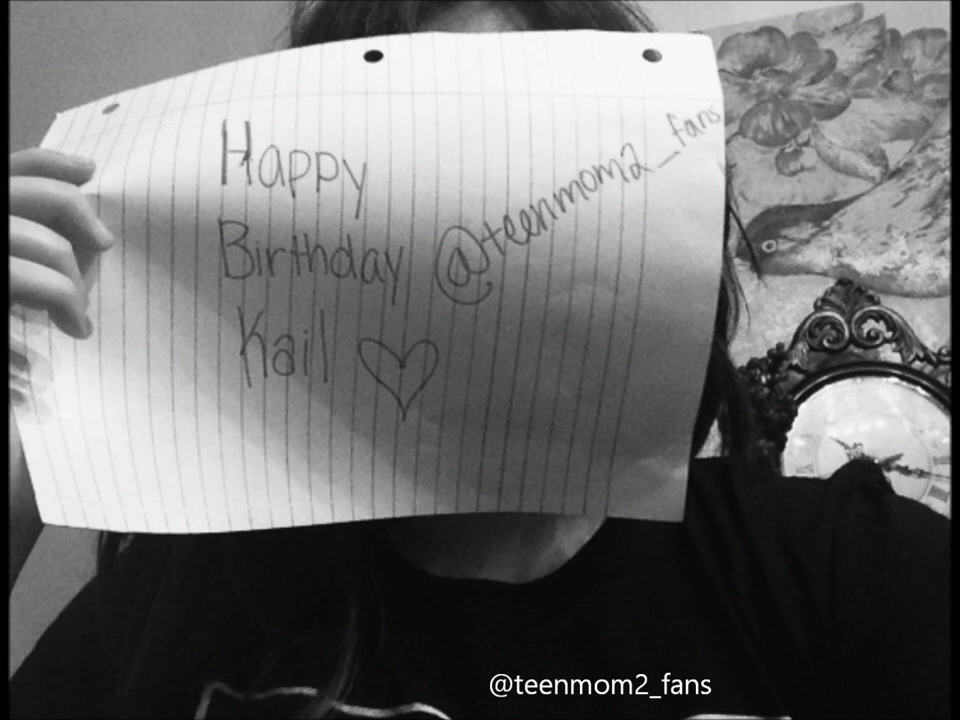 Happy
Birthday
Kail ♡
@teenmom2_fans
@teenmom2_fans